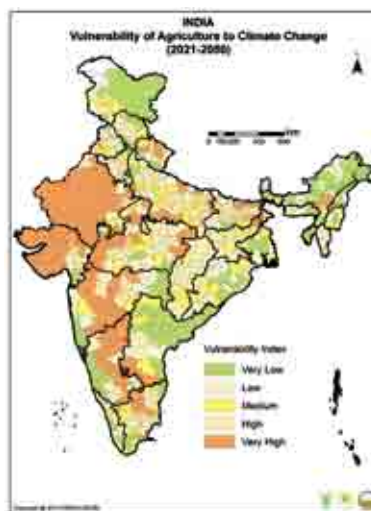 INDIA
Vulnerability of Agriculture to Climate Change
(2021-2050)
Vulnerability Index
Very Low
Low
Medium
High
Very High